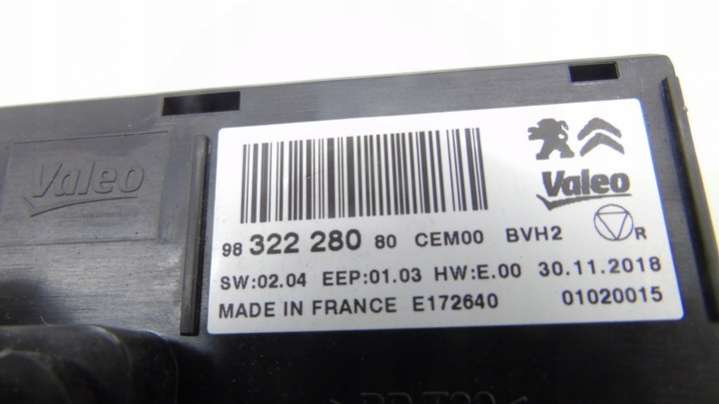 Valeo
Valeo
98 322 280 80 CEM00 BVH2 R
SW:02.04 EEP:01.03 HW:E.00 30.11.2018
MADE IN FRANCE E172640 01020015